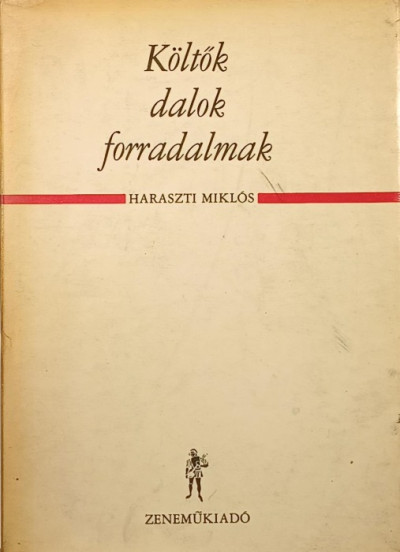 Költők
dalok
forradalmak
HARASZTI MIKLÓS
ZENEMŰKIADÓ